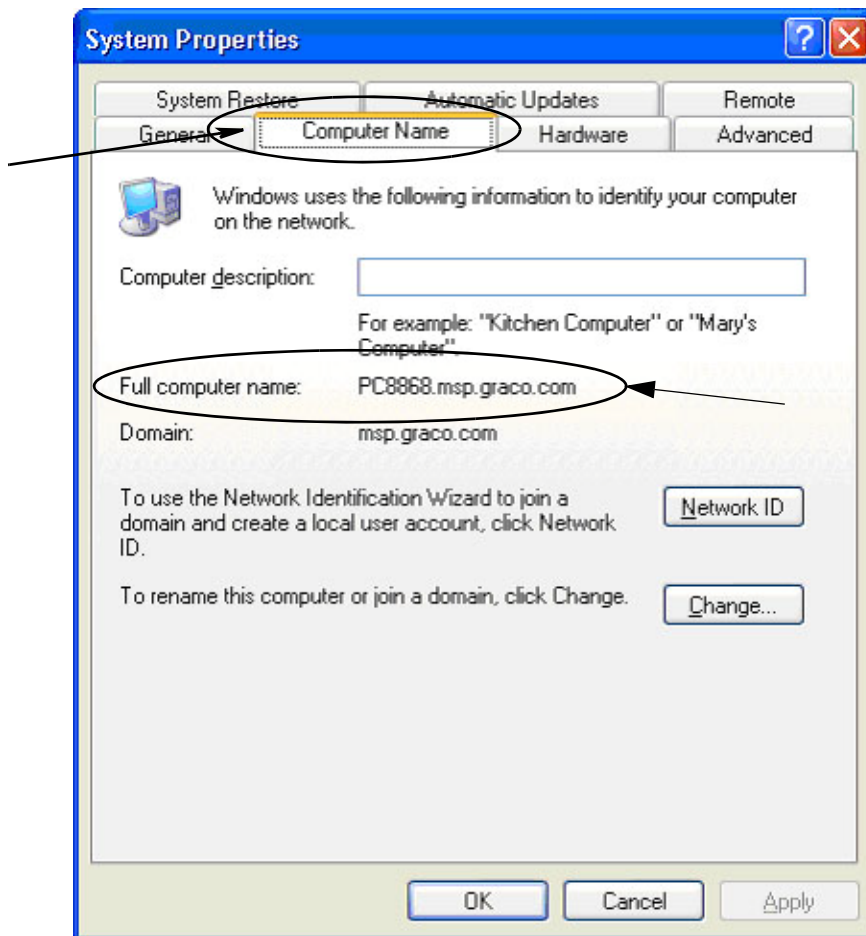 System Properties
System Restore Automatic Updates Remote
General Computer Name Hardware Advanced
Windows uses the following information to identify your computer
on the network.
Computer description:
For example: "Kitchen Computer" or "Mary's
Computer".
Full computer name: PC8868.msp.graco.com
Domain: msp.graco.com
To use the Network Identification Wizard to join a
domain and create a local user account, click Network
ID.
Network ID
To rename this computer or join a domain, click Change.
Change...
OK Cancel Apply